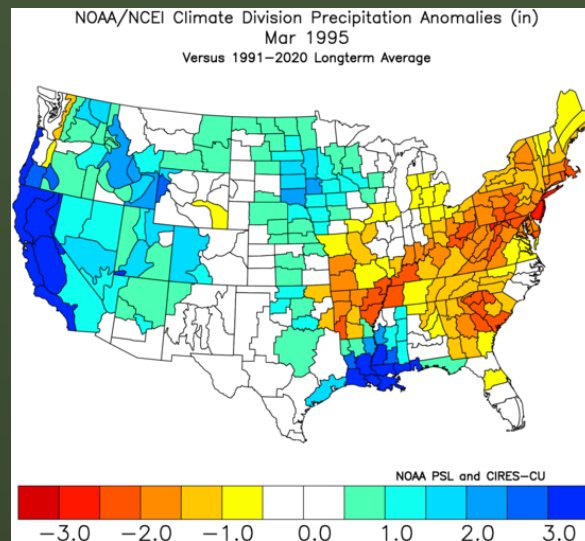 NOAA/NCEI Climate Division Precipitation Anomalies (in)
Mar 1995
Versus 1991-2020 Longterm Average
NOAA PSL and CIRES-CU
-3.0 -2.0 -1.0 0.0 1.0 2.0 3.0